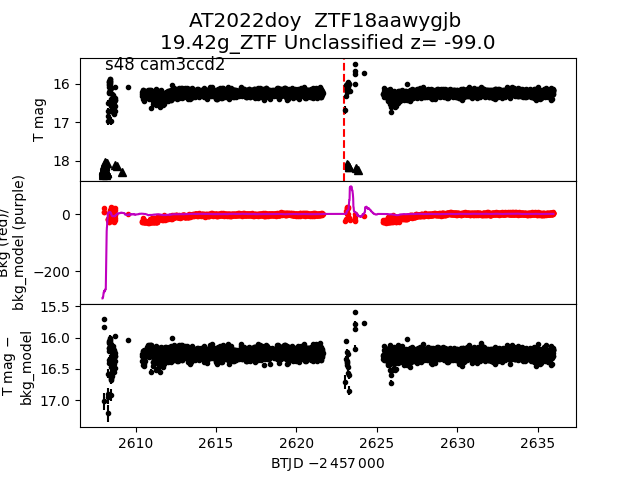 AT2022doy  ZTF18aawygjb
19.42g_ZTF Unclassified z= -99.0
s48 cam3ccd2
16
17
18
T mag
0
−200
Bkg (red)/
bkg_model (purple)
15.5
16.0
16.5
17.0
T mag −
bkg_model
2610 2615 2620 2625 2630 2635
BTJD −2 457 000